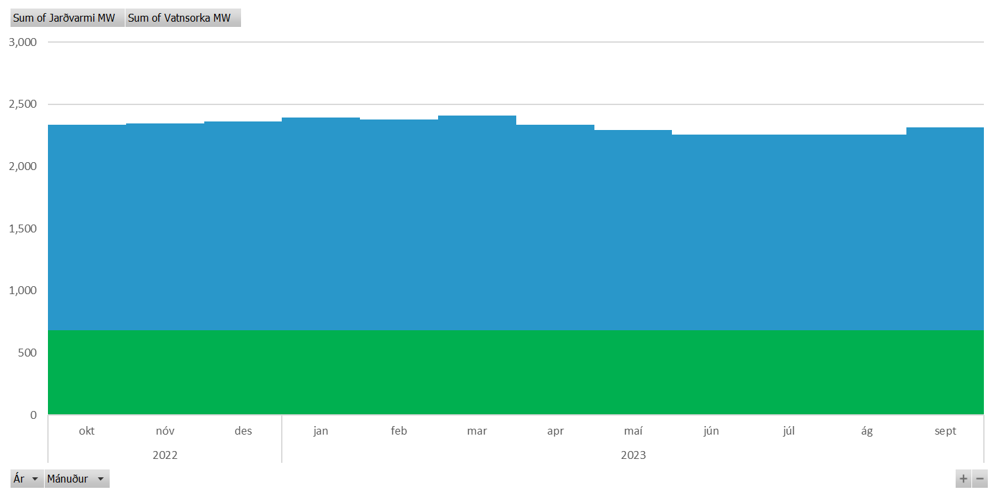 Sum of Jarðvarmi MW Sum of Vatnsorka MW
3,000
2,500
2,000
1,500
1,000
500
0
okt nóv des jan feb mar apr maí jún júl ág sept
2022 2023
Ár Mánuður